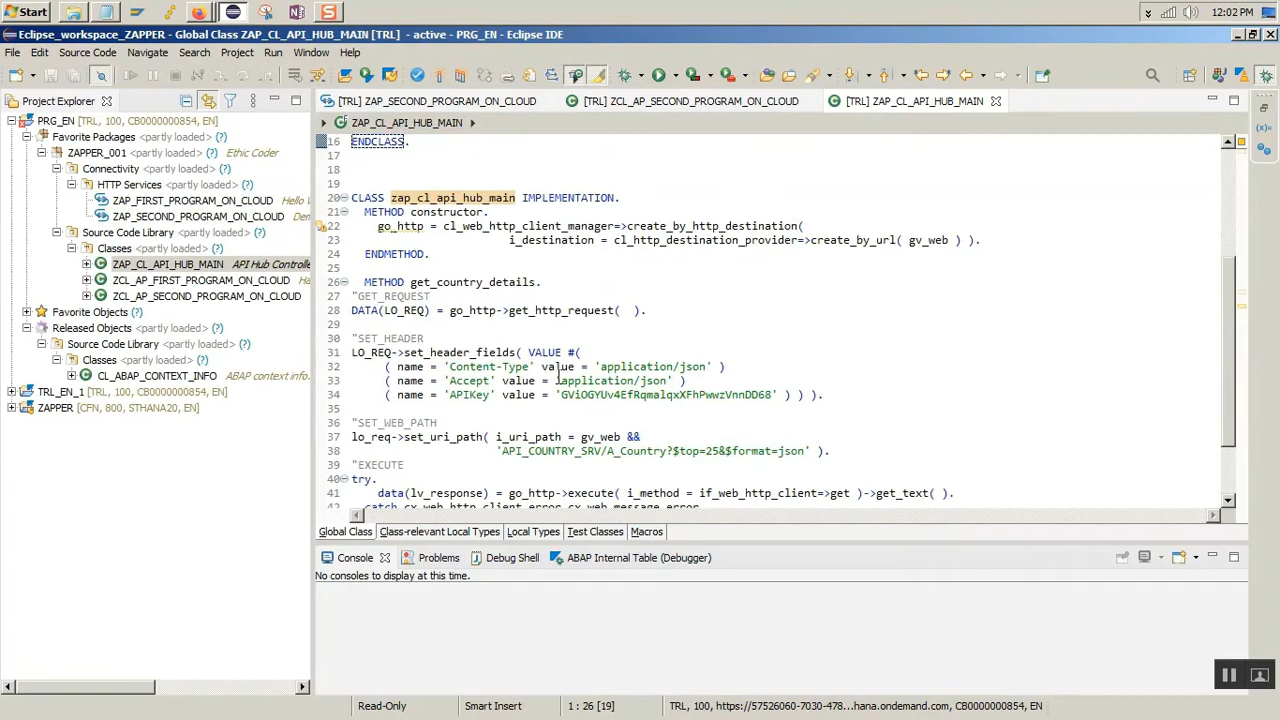 Start
12:02 PM
Eclipse_workspace_ZAPPER - Global Class ZAP_CL_API_HUB_MAIN [TRL] - active - PRG_EN - Eclipse IDE
File Edit Source Code Navigate Search Project Run Window Help
Project Explorer
[TRL] ZAP_SECOND_PROGRAM_ON_CLOUD
[TRL] ZCL_AP_SECOND_PROGRAM_ON_CLOUD
[TRL] ZAP_CL_API_HUB_MAIN
PRG_EN [TRL, 100, CB0000000854, EN]
Favorite Packages <partly loaded> (?)
ZAPPER_001 <partly loaded> (?) Ethic Coder
Connectivity <partly loaded> (?)
HTTP Services <partly loaded> (?)
ZAP_FIRST_PROGRAM_ON_CLOUD Hello
ZAP_SECOND_PROGRAM_ON_CLOUD
Source Code Library <partly loaded> (?)
Classes <partly loaded> (?)
ZAP_CL_API_HUB_MAIN API Hub Controlle
ZCL_AP_FIRST_PROGRAM_ON_CLOUD
ZCL_AP_SECOND_PROGRAM_ON_CLOUD
Favorite Objects (?)
Released Objects <partly loaded> (?)
Source Code Library <partly loaded> (?)
Classes <partly loaded> (?)
CL_ABAP_CONTEXT_INFO ABAP context info.
TRL_EN_1 [TRL, 100, CB0000000854, EN]
ZAPPER [CFN, 800, STHANA20, EN]
ZAP_CL_API_HUB_MAIN
16 ENDCLASS.
17
18
19
20 CLASS zap_cl_api_hub_main IMPLEMENTATION.
21 METHOD constructor.
22 go_http = cl_web_http_client_manager=>create_by_http_destination(
23 i_destination = cl_http_destination_provider=>create_by_url( gv_web ) ).
24 ENDMETHOD.
25
26 METHOD get_country_details.
27 "GET_REQUEST
28 DATA(LO_REQ) = go_http->get_http_request( ).
29
30 "SET_HEADER
31 LO_REQ->set_header_fields( VALUE #(
32 ( name = 'Content-Type' value = 'application/json' )
33 ( name = 'Accept' value = 'application/json' )
34 ( name = 'APIKey' value = 'GViOGYUv4EfRqmalqxXFhPwwzVnnDD68' ) ) ).
35
36 "SET_WEB_PATH
37 lo_req->set_uri_path( i_uri_path = gv_web &&
38 'API_COUNTRY_SRV/A_Country?$top=25&$format=json' ).
39 "EXECUTE
40 try.
41 data(lv_response) = go_http->execute( i_method = if_web_http_client=>get )->get_text( ).
42 catch cx_web_http_client_error cx_web_message_error
Global Class Class-relevant Local Types Local Types Test Classes Macros
Console Problems Debug Shell ABAP Internal Table (Debugger)
No consoles to display at this time.
Read-Only Smart Insert 1 : 26 [19] TRL, 100, https://57526060-7030-478...hana.ondemand.com, CB0000000854, EN